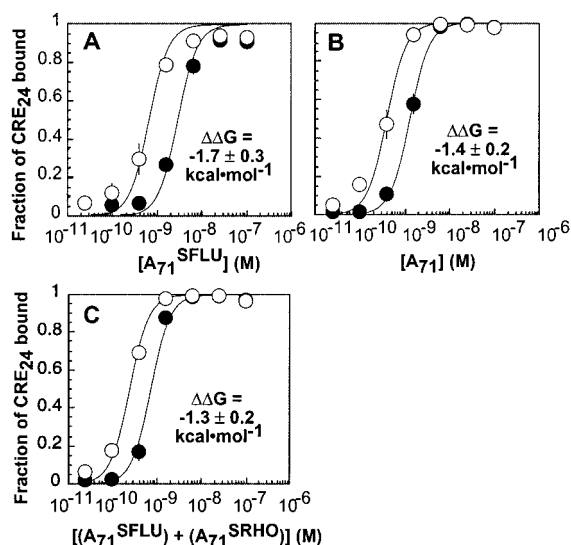 A
B
Fraction of CRE24 bound
1
0.8
0.6
0.4
0.2
0
ΔΔG =
-1.7 ± 0.3
kcal•mol-1
ΔΔG =
-1.4 ± 0.2
kcal•mol-1
10-11 10-10 10-9 10-8 10-7 10-6
10-11 10-10 10-9 10-8 10-7 10-6
[A71SFLU] (M)
[A71] (M)
C
Fraction of CRE24 bound
1
0.8
0.6
0.4
0.2
0
ΔΔG =
-1.3 ± 0.2
kcal•mol-1
10-11 10-10 10-9 10-8 10-7 10-6
[(A71SFLU) + (A71SRHO)] (M)